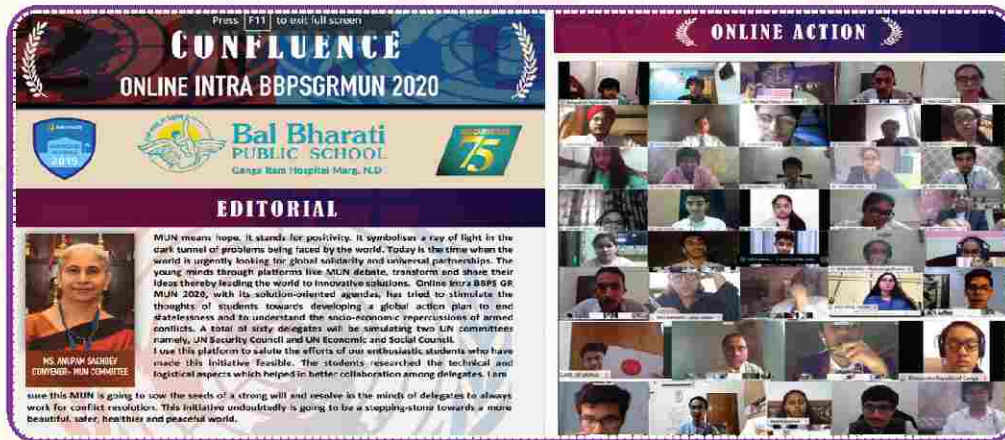 Press F11 to exit full screen
CONFLUENCE
ONLINE INTRA BBPSGRMUN 2020
2019
Bal Bharati
PUBLIC SCHOOL
Ganga Ram Hospital Marg, N.D
75
EDITORIAL
MUN means hope. It stands for positivity. It symbolises a ray of light in the
dark tunnel of problems being faced by the world. Today is the time when the
world is urgently looking for global solidarity and universal partnerships. The
young minds through platforms like MUN debate, transform and share their
ideas thereby leading the world to innovative solutions. Online Intra BBPS GR
MUN 2020, with its solution-oriented agendas, has tried to stimulate the
thoughts of students towards developing a global action plan to end
statelessness and to understand the socio-economic repercussions of armed
conflicts. A total of sixty delegates will be simulating two UN committees
namely, UN Security Council and UN Economic and Social Council.
I use this platform to salute the efforts of our enthusiastic students who have
made this initiative feasible. The students researched the technical and
logistical aspects which helped in better collaboration among delegates. I am
sure this MUN is going to sow the seeds of a strong will and resolve in the minds of delegates to always
work for conflict resolution. This initiative undoubtedly is going to be a stepping-stone towards a more
beautiful, safer, healthier and peaceful world.
MS. ANUPAM SACHDEV
CONVENER- MUN COMMITTEE
ONLINE ACTION